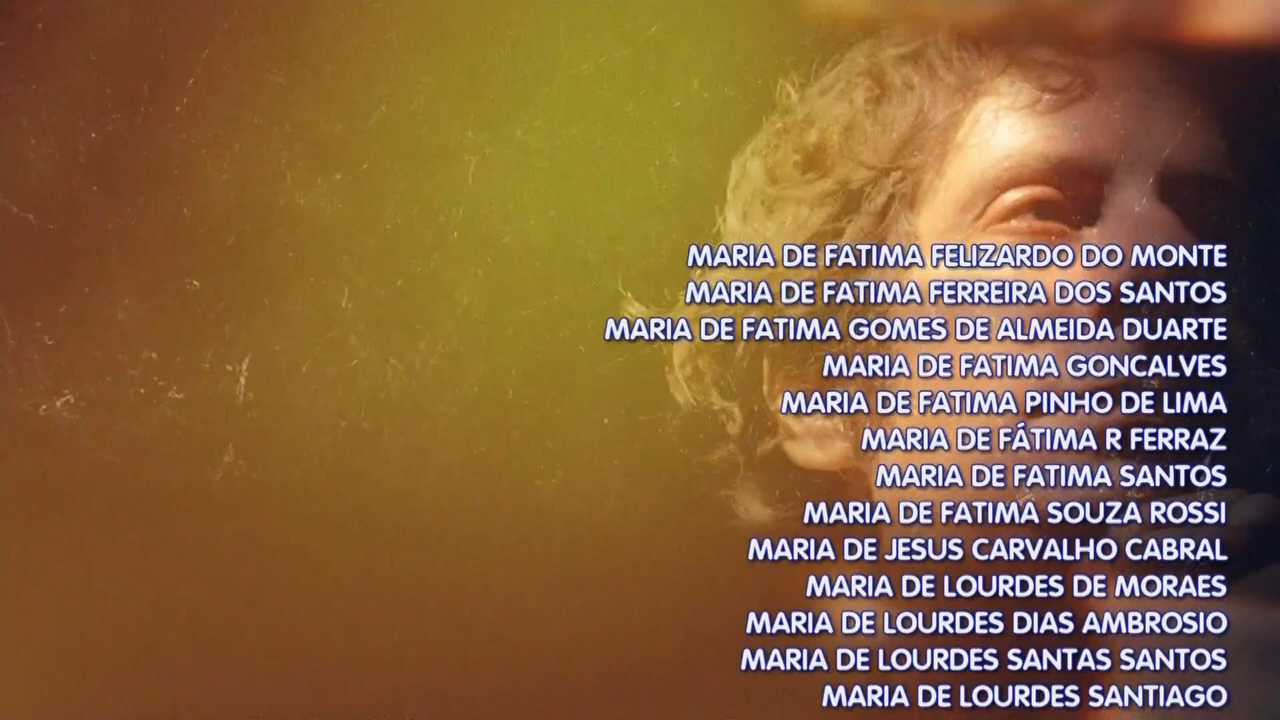 MARIA DE FATIMA FELIZARDO DO MONTE
MARIA DE FATIMA FERREIRA DOS SANTOS
MARIA DE FATIMA GOMES DE ALMEIDA DUARTE
MARIA DE FATIMA GONCALVES
MARIA DE FATIMA PINHO DE LIMA
MARIA DE FÁTIMA R FERRAZ
MARIA DE FATIMA SANTOS
MARIA DE FATIMA SOUZA ROSSI
MARIA DE JESUS CARVALHO CABRAL
MARIA DE LOURDES DE MORAES
MARIA DE LOURDES DIAS AMBROSIO
MARIA DE LOURDES SANTAS SANTOS
MARIA DE LOURDES SANTIAGO